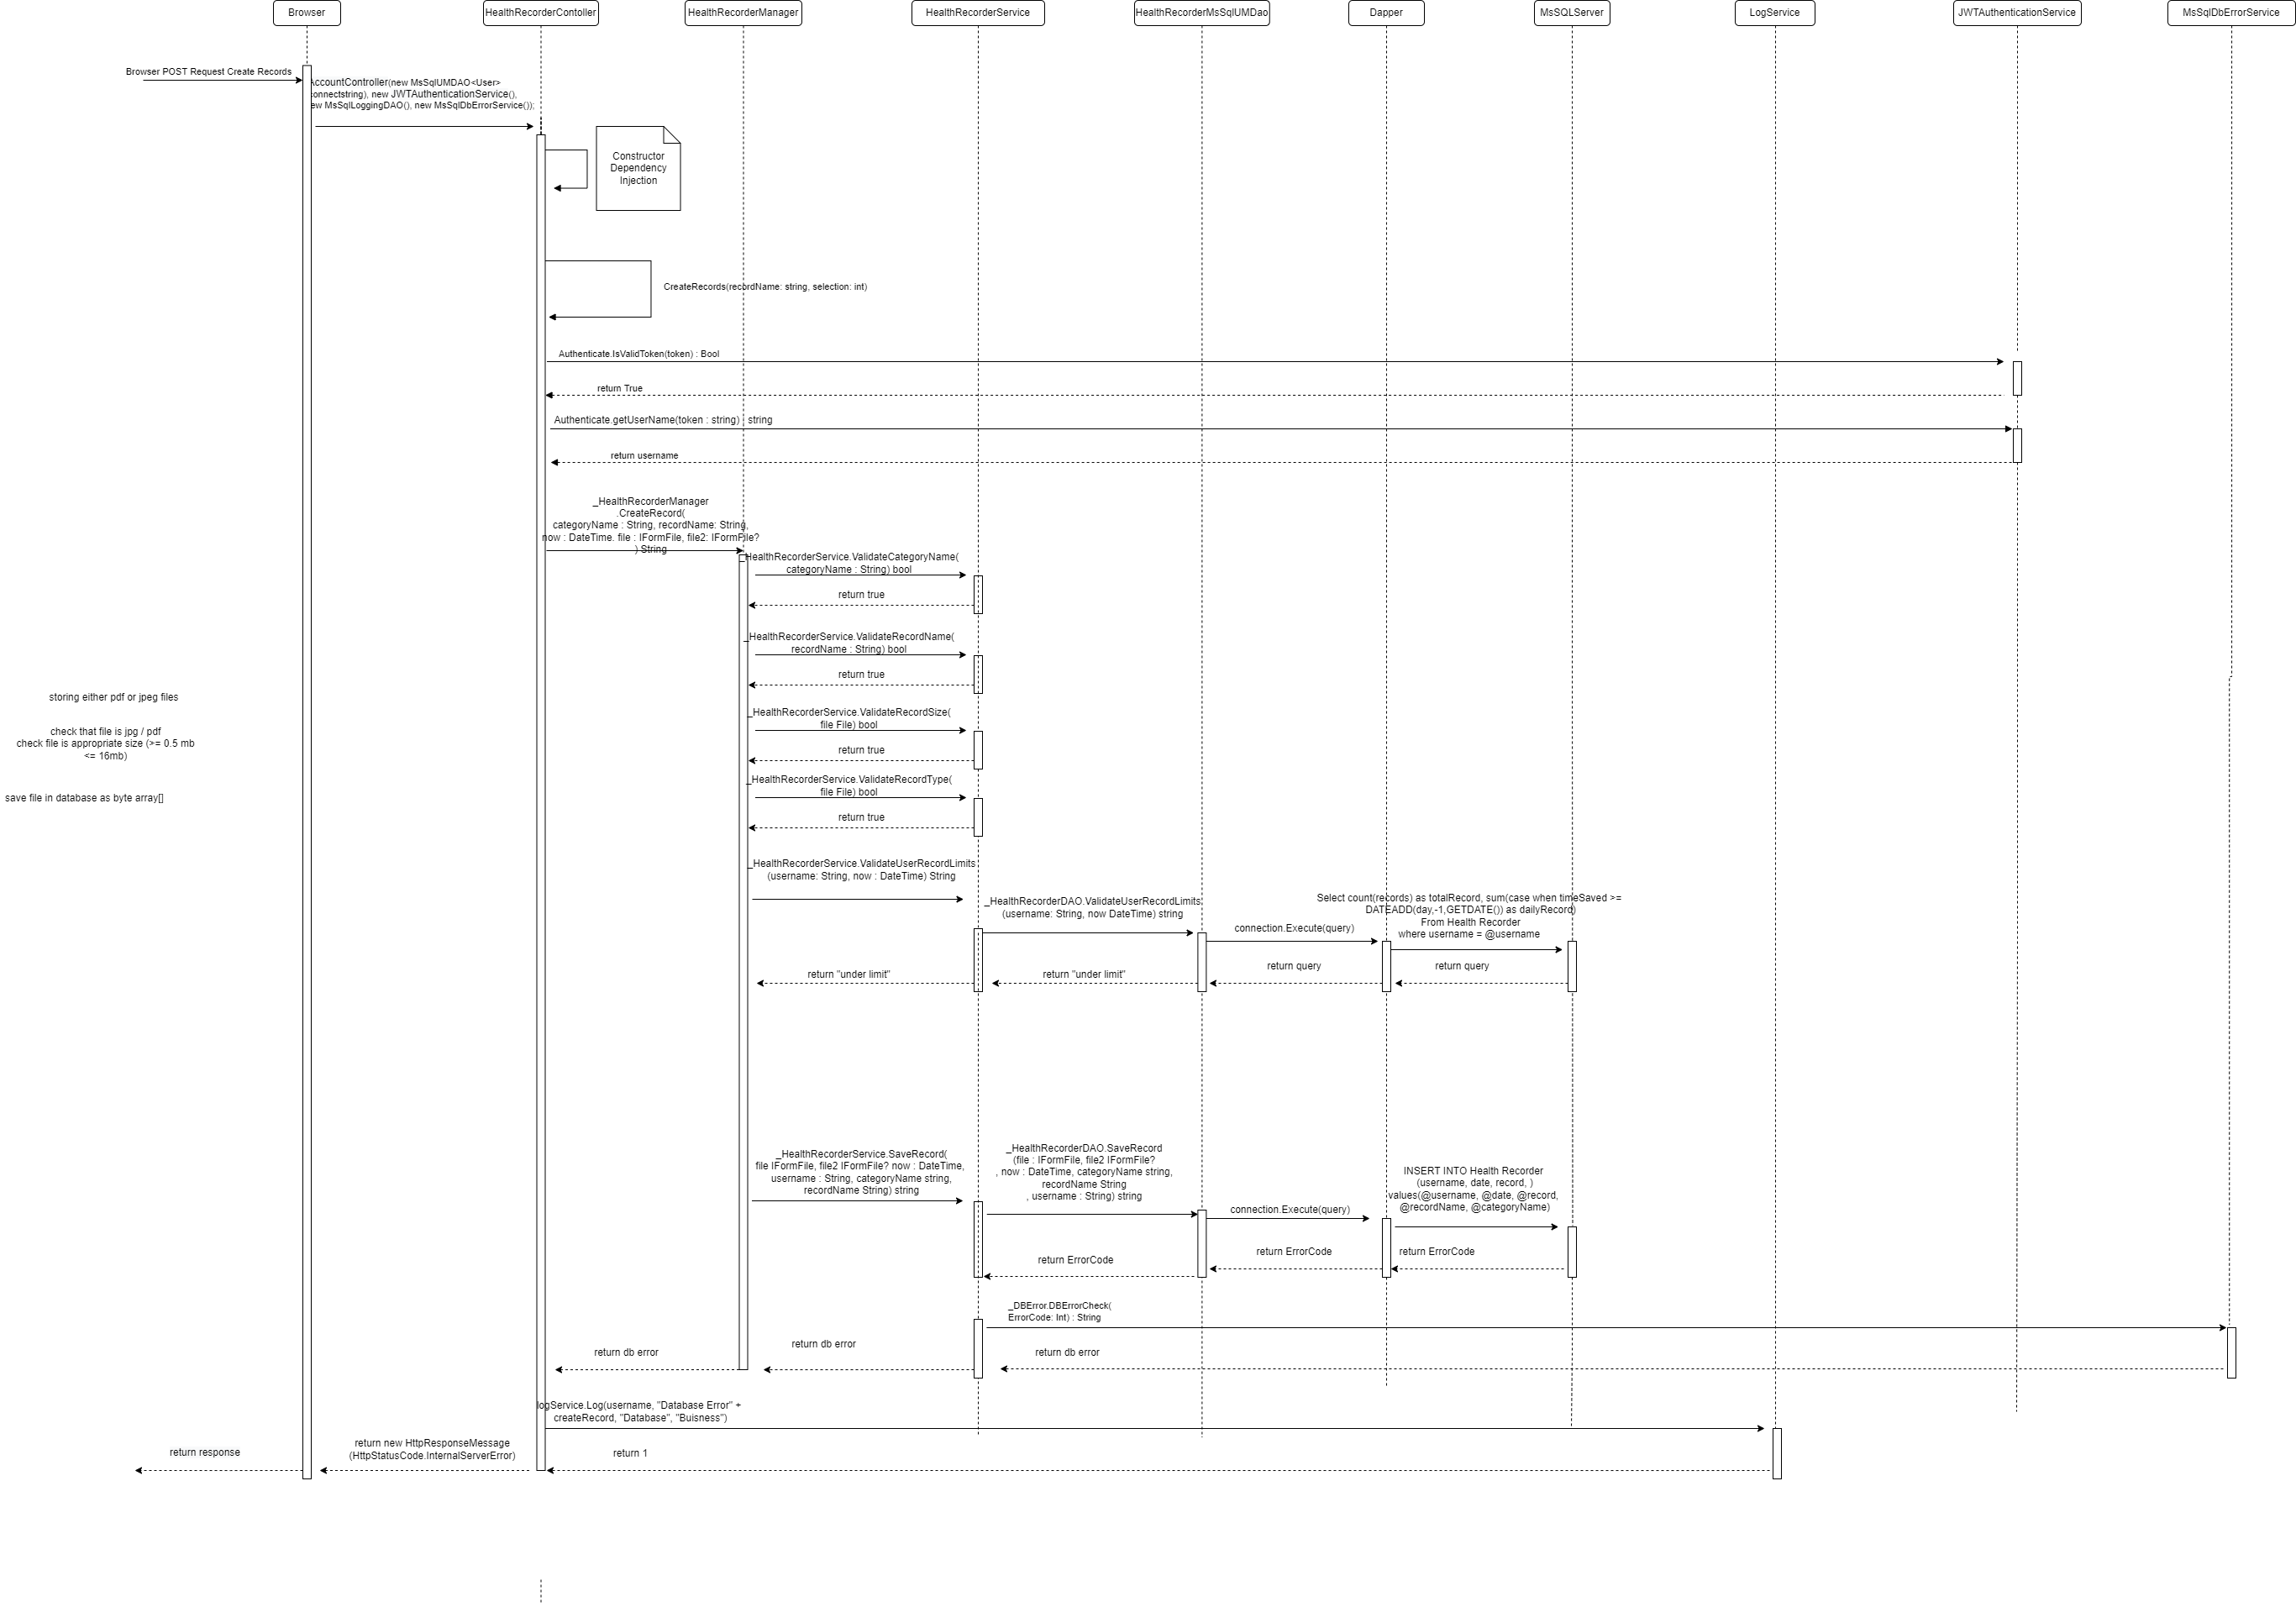 Browser
HealthRecorderContoller
HealthRecorderManager
HealthRecorderService
HealthRecorderMsSqlUMDao
Dapper
MsSQLServer
LogService
JWTAuthenticationService
MsSqlDbErrorService
Browser POST Request Create Records
AccountController(new MsSqlUMDAO<User>
connectstring), new JWTAuthenticationService(),
new MsSqlLoggingDAO(), new MsSqlDbErrorService());
Constructor
Dependency
Injection
CreateRecords(recordName: string, selection: int)
Authenticate.IsValidToken(token) : Bool
return True
Authenticate.getUserName(token : string) : string
return username
_HealthRecorderManager
.CreateRecord(
categoryName : String, recordName: String,
now : DateTime. file : IFormFile, file2: IFormFile?
) String
_HealthRecorderService.ValidateCategoryName(
categoryName : String) bool
return true
_HealthRecorderService.ValidateRecordName(
recordName : String) bool
return true
storing either pdf or jpeg files
check that file is jpg / pdf
check file is appropriate size (>= 0.5 mb
<= 16mb)
save file in database as byte array[]
_HealthRecorderService.ValidateRecordSize(
file File) bool
return true
_HealthRecorderService.ValidateRecordType(
file File) bool
return true
_HealthRecorderService.ValidateUserRecordLimits
(username: String, now : DateTime) String
_HealthRecorderDAO.ValidateUserRecordLimits
(username: String, now DateTime) string
connection.Execute(query)
Select count(records) as totalRecord, sum(case when timeSaved >=
DATEADD(day,-1,GETDATE()) as dailyRecord)
From Health Recorder
where username = @username
return "under limit"
return "under limit"
return query
return query
_HealthRecorderService.SaveRecord(
file IFormFile, file2 IFormFile? now : DateTime,
username : String, categoryName string,
recordName String) string
_HealthRecorderDAO.SaveRecord
(file : IFormFile, file2 IFormFile?
, now : DateTime, categoryName string,
recordName String
, username : String) string
connection.Execute(query)
INSERT INTO Health Recorder
(username, date, record, )
values(@username, @date, @record,
@recordName, @categoryName)
return ErrorCode
return ErrorCode
return ErrorCode
_DBError.DBErrorCheck(
ErrorCode: Int) : String
return db error
return db error
return db error
logService.Log(username, "Database Error" +
createRecord, "Database", "Buisness")
return response
return new HttpResponseMessage
(HttpStatusCode.InternalServerError)
return 1